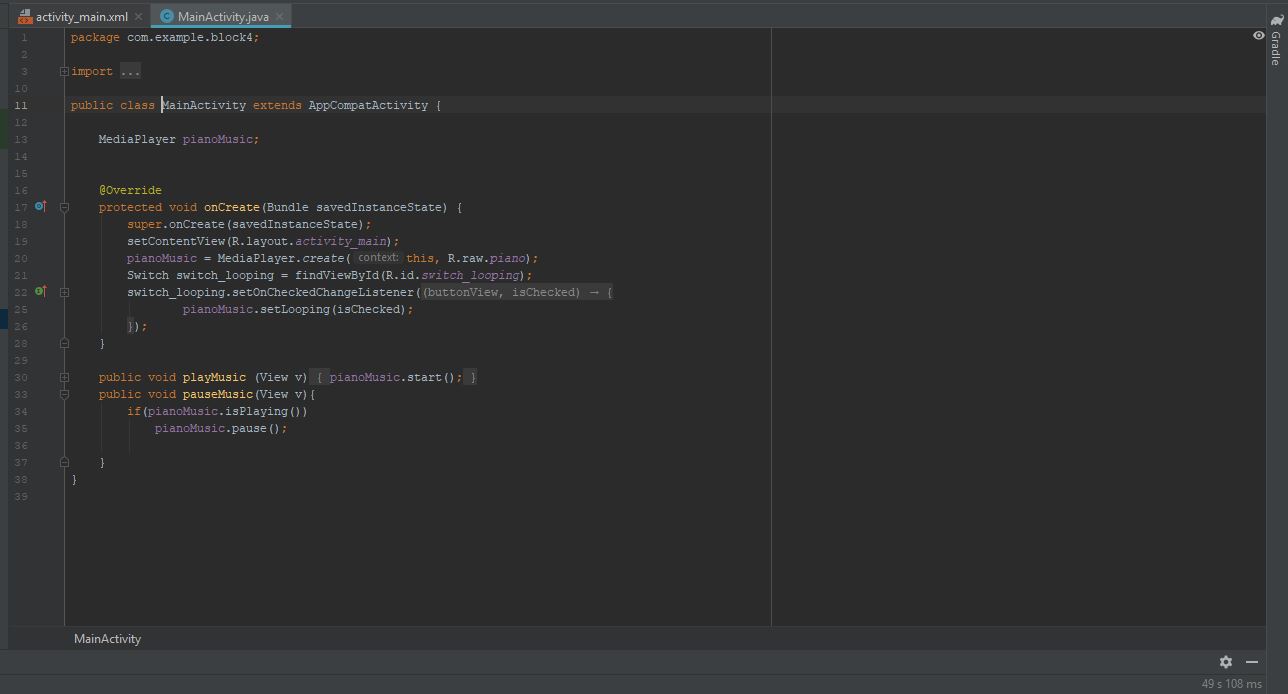 activity_main.xml MainActivity.java
1 package com.example.block4;
2
3 import ...
10
11 public class MainActivity extends AppCompatActivity {
12
13 MediaPlayer pianoMusic;
14
15
16 @Override
17 protected void onCreate(Bundle savedInstanceState) {
18 super.onCreate(savedInstanceState);
19 setContentView(R.layout.activity_main);
20 pianoMusic = MediaPlayer.create( context: this, R.raw.piano);
21 Switch switch_looping = findViewById(R.id.switch_looping);
22 switch_looping.setOnCheckedChangeListener((buttonView, isChecked) → {
25 pianoMusic.setLooping(isChecked);
26 });
28 }
29
30 public void playMusic (View v) { pianoMusic.start(); }
33 public void pauseMusic(View v){
34 if(pianoMusic.isPlaying())
35 pianoMusic.pause();
36
37 }
38 }
39
MainActivity
Gradle
49 s 108 ms